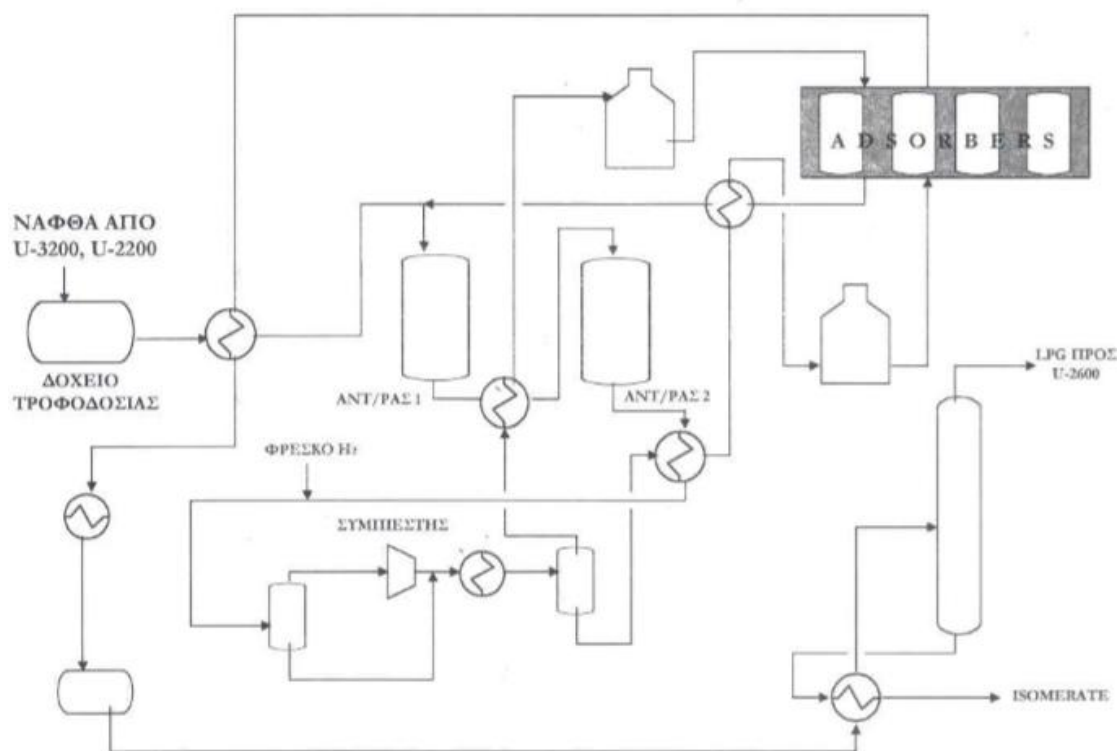 ADSORBERS
ΝΑΦΘΑ ΑΠΟ
U-3200, U-2200
ΔΟΧΕΙΟ
ΤΡΟΦΟΔΟΣΙΑΣ
ΑΝΤ/ΡΑΣ 1
ΑΝΤ/ΡΑΣ 2
LPG ΠΡΟΣ
U-2600
ΦΡΕΣΚΟ H2
ΣΥΜΠΙΕΣΤΗΣ
ISOMERATE